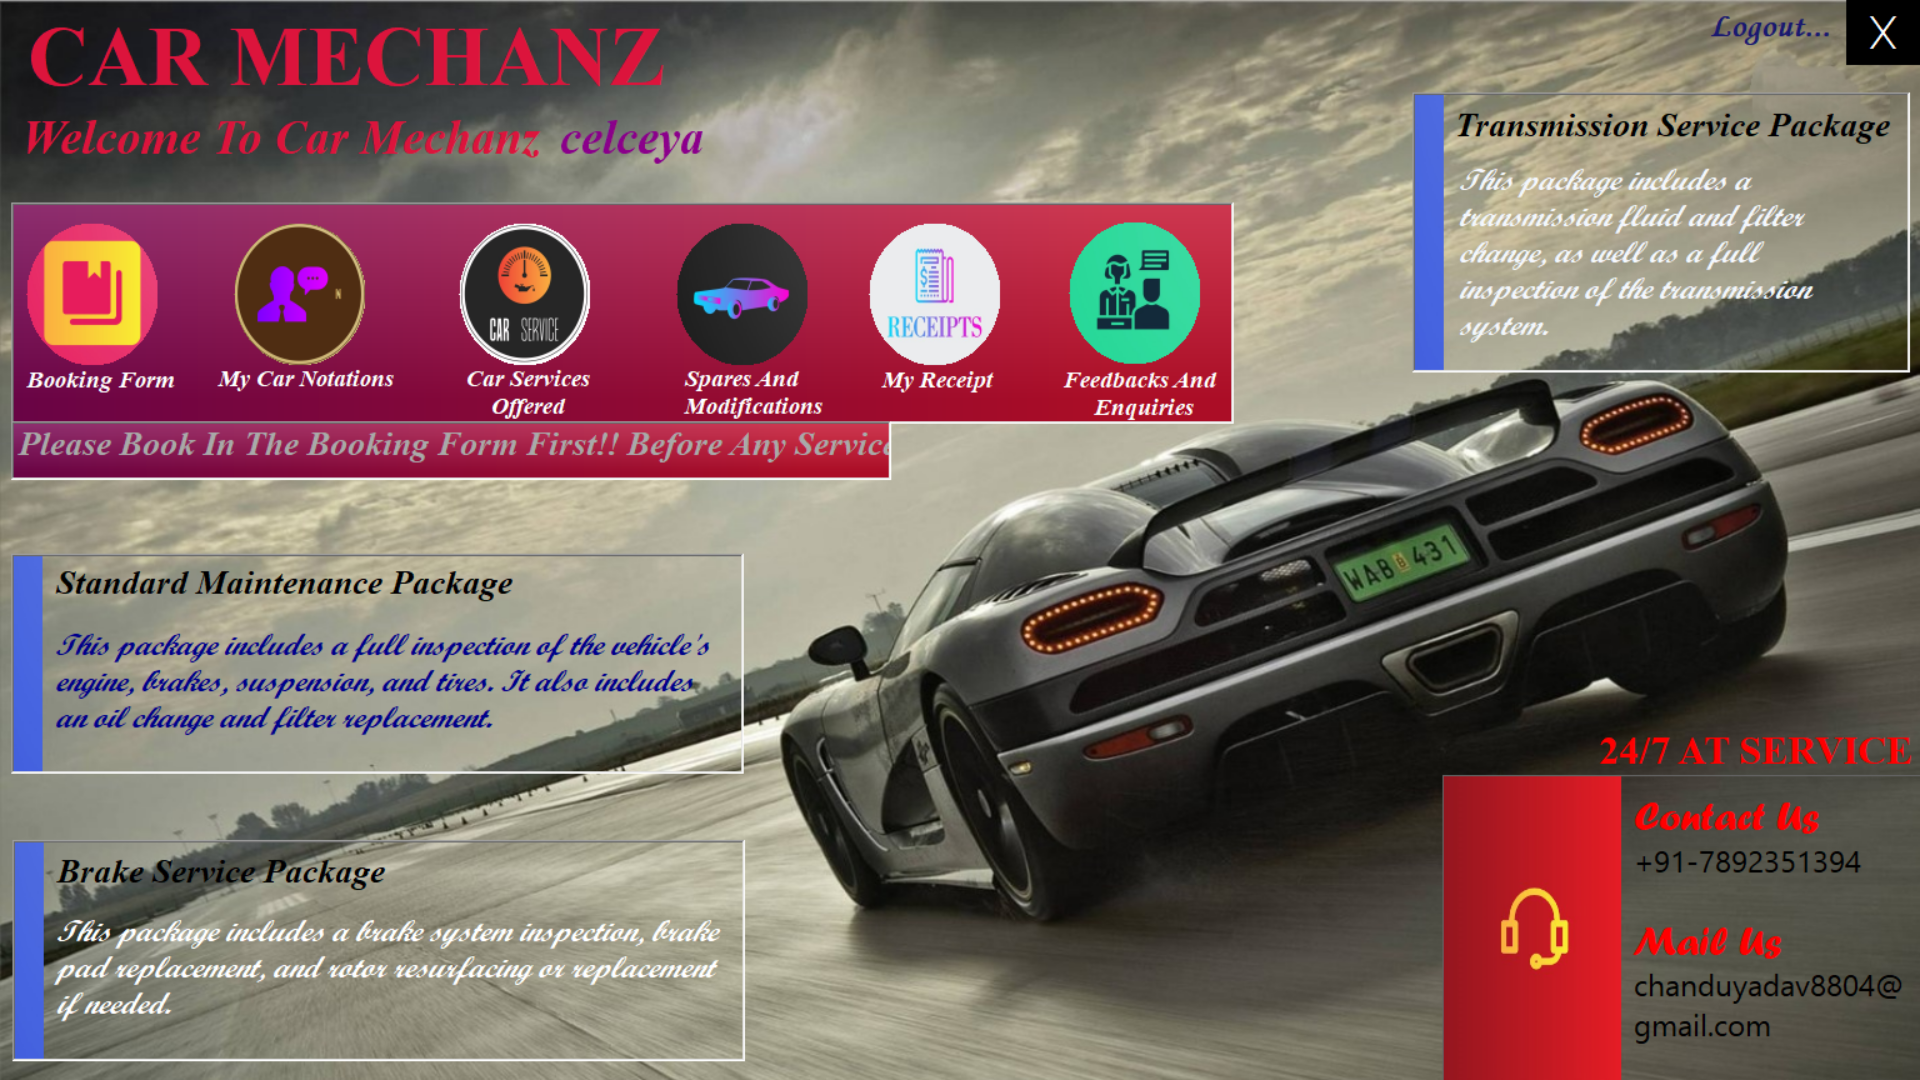 CAR MECHANZ
Logout...
X
Welcome To Car Mechanz celceya
Transmission Service Package
This package includes a
transmission fluid and filter
change, as well as a full
inspection of the transmission
system.
N
CAR SERVICE
RECEIPTS
Booking Form
My Car Notations
Car Services
Offered
Spares And
Modifications
My Receipt
Feedbacks And
Enquiries
Please Book In The Booking Form First!! Before Any Service
WAB 431
Standard Maintenance Package
This package includes a full inspection of the vehicle's
engine, brakes, suspension, and tires. It also includes
an oil change and filter replacement.
Brake Service Package
This package includes a brake system inspection, brake
pad replacement, and rotor resurfacing or replacement
if needed.
24/7 AT SERVICE
Contact Us
+91-7892351394
Mail Us
chanduyadav8804@
gmail.com